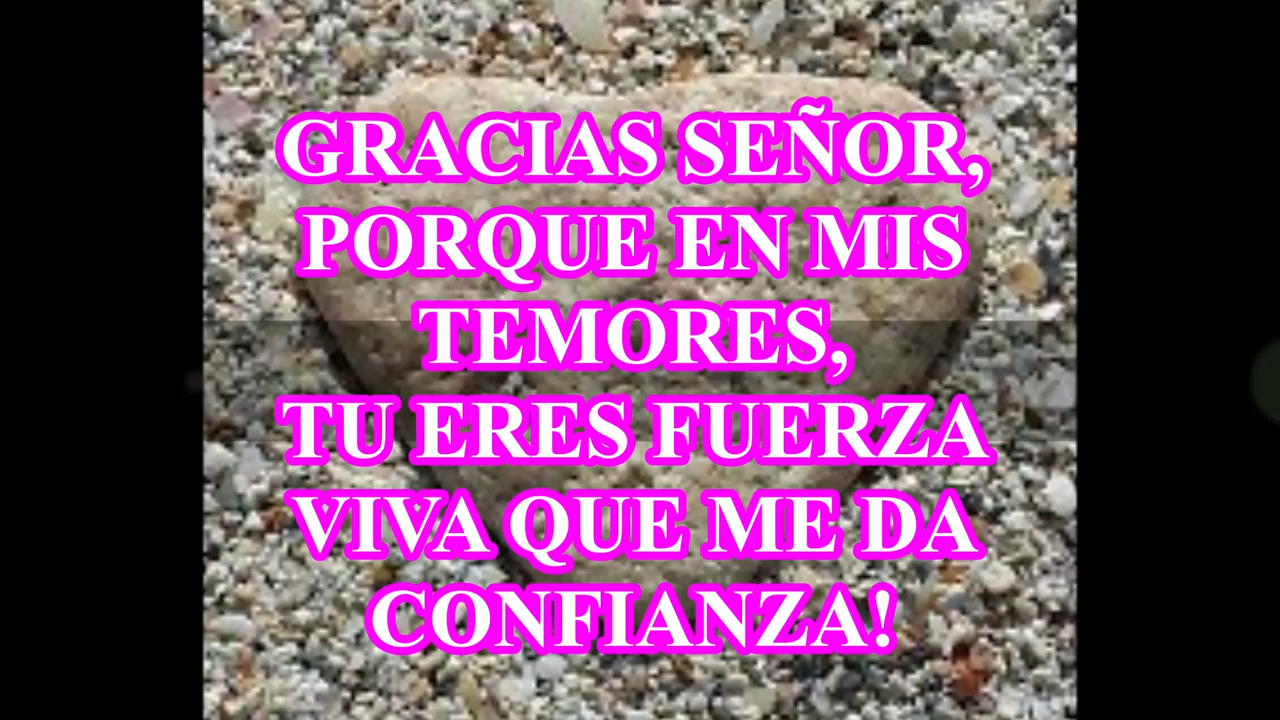 GRACIAS SEÑOR,
PORQUE EN MIS
TEMORES,
TU ERES FUERZA
VIVA QUE ME DA
CONFIANZA!